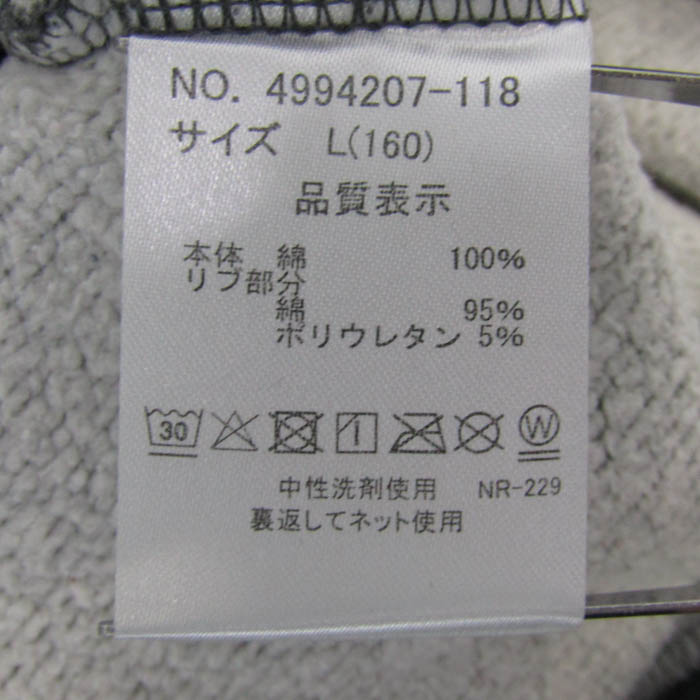 NO. 4994207-118
サイズ L(160)
品質表示
本体 綿 100%
リブ部分
綿 95%
ポリウレタン 5%
30 W
中性洗剤使用 NR-229
裏返してネット使用